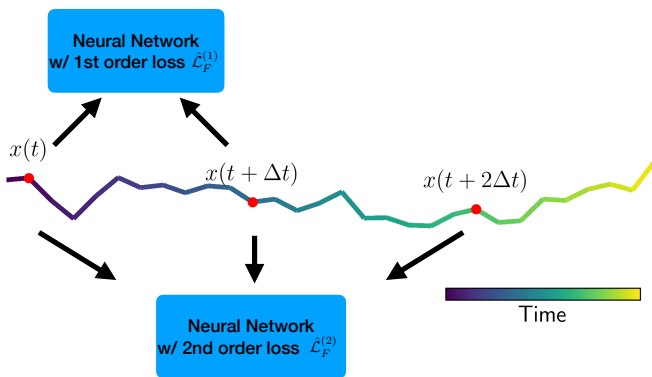 Neural Network
w/ 1st order loss $\hat{\mathcal{L}}_F^{(1)}$
$x(t)$
$x(t + \Delta t)$
$x(t + 2\Delta t)$
Neural Network
w/ 2nd order loss $\hat{\mathcal{L}}_F^{(2)}$
Time